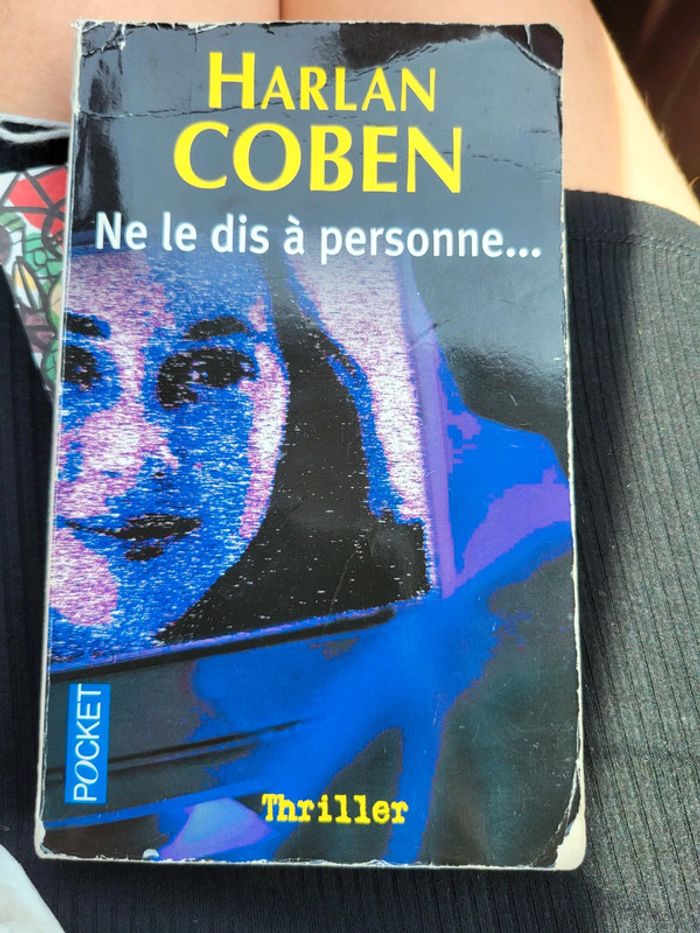 HARLAN
COBEN
Ne le dis à personne...
POCKET
Thriller